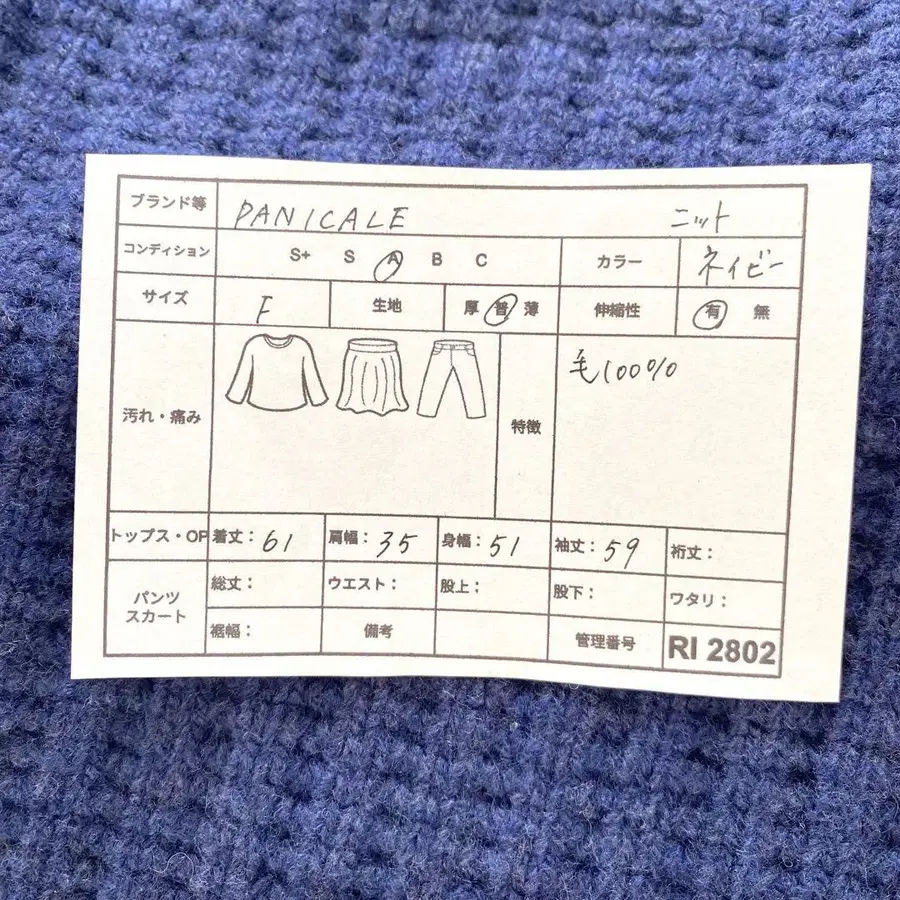 ブランド等 PANICALE ニット
コンディション S+ S A B C カラー ネイビー
サイズ F 生地 厚 普 薄 伸縮性 有 無
汚れ・痛み 特徴 毛100%
トップス・OP 着丈：61 肩幅：35 身幅：51 袖丈：59 裄丈：
パンツ スカート 総丈： ウエスト： 股上： 股下： ワタリ：
裾幅： 備考 管理番号 RI 2802